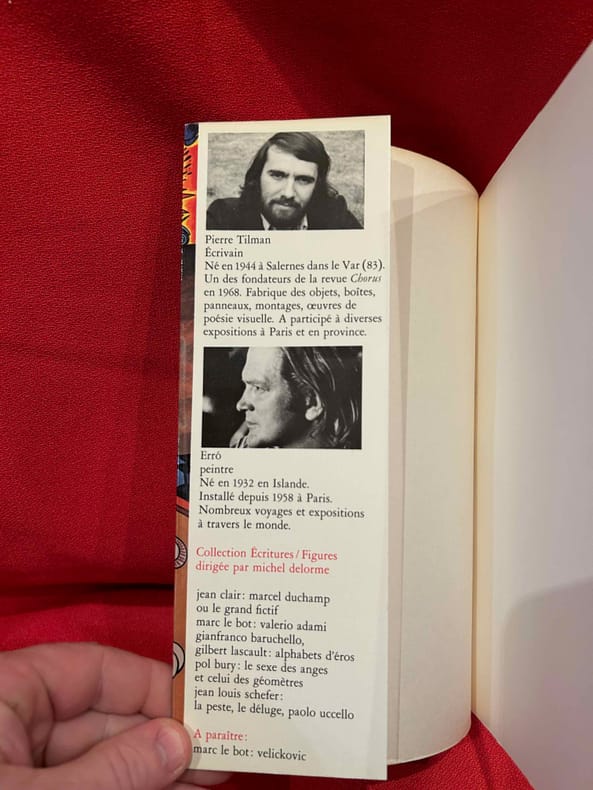 Pierre Tilman
Écrivain
Né en 1944 à Salernes dans le Var (83).
Un des fondateurs de la revue Chorus
en 1968. Fabrique des objets, boîtes,
panneaux, montages, œuvres de
poésie visuelle. A participé à diverses
expositions à Paris et en province.
Erró
peintre
Né en 1932 en Islande.
Installé depuis 1958 à Paris.
Nombreux voyages et expositions
à travers le monde.
Collection Écritures / Figures
dirigée par michel delorme
jean clair : marcel duchamp
ou le grand fictif
marc le bot : valerio adami
gianfranco baruchello,
gilbert lascault : alphabets d'éros
pol bury : le sexe des anges
et celui des géomètres
jean louis schefer :
la peste, le déluge, paolo uccello
A paraître :
marc le bot : velickovic